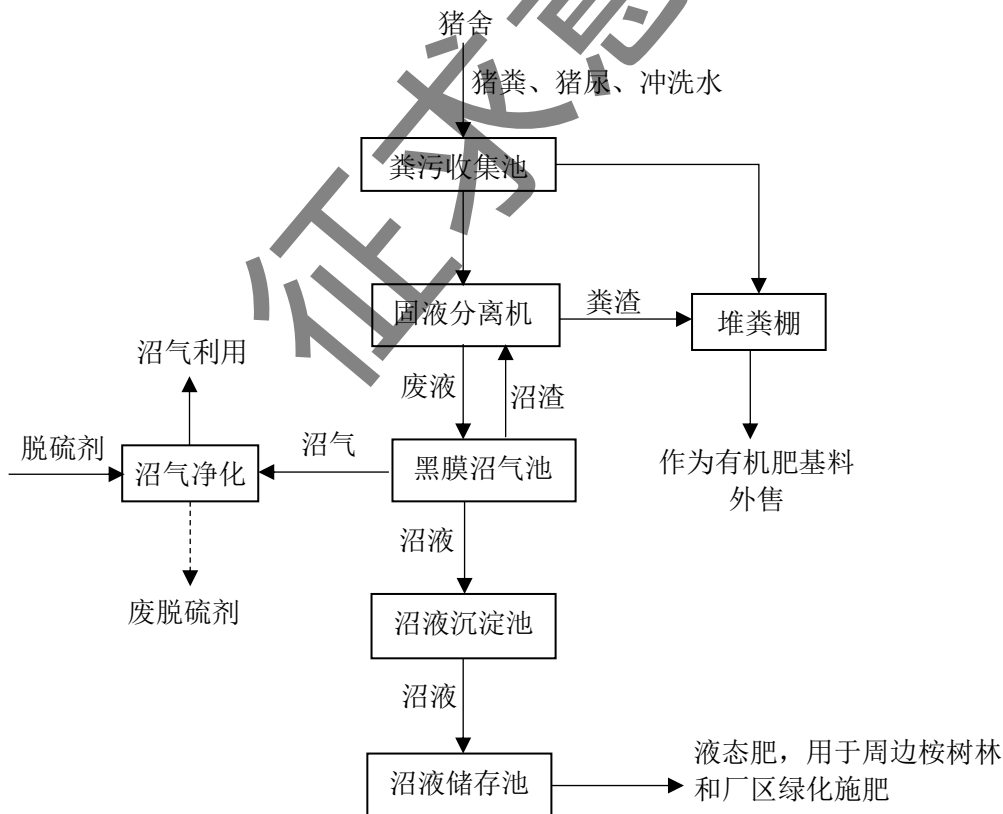 猪舍
猪粪、猪尿、冲洗水
粪污收集池
固液分离机
粪渣
堆粪棚
沼气利用
废液
沼渣
脱硫剂
沼气净化
沼气
黑膜沼气池
作为有机肥基料
外售
沼液
废脱硫剂
沼液沉淀池
沼液
沼液储存池
液态肥，用于周边桉树林
和厂区绿化施肥
征求意